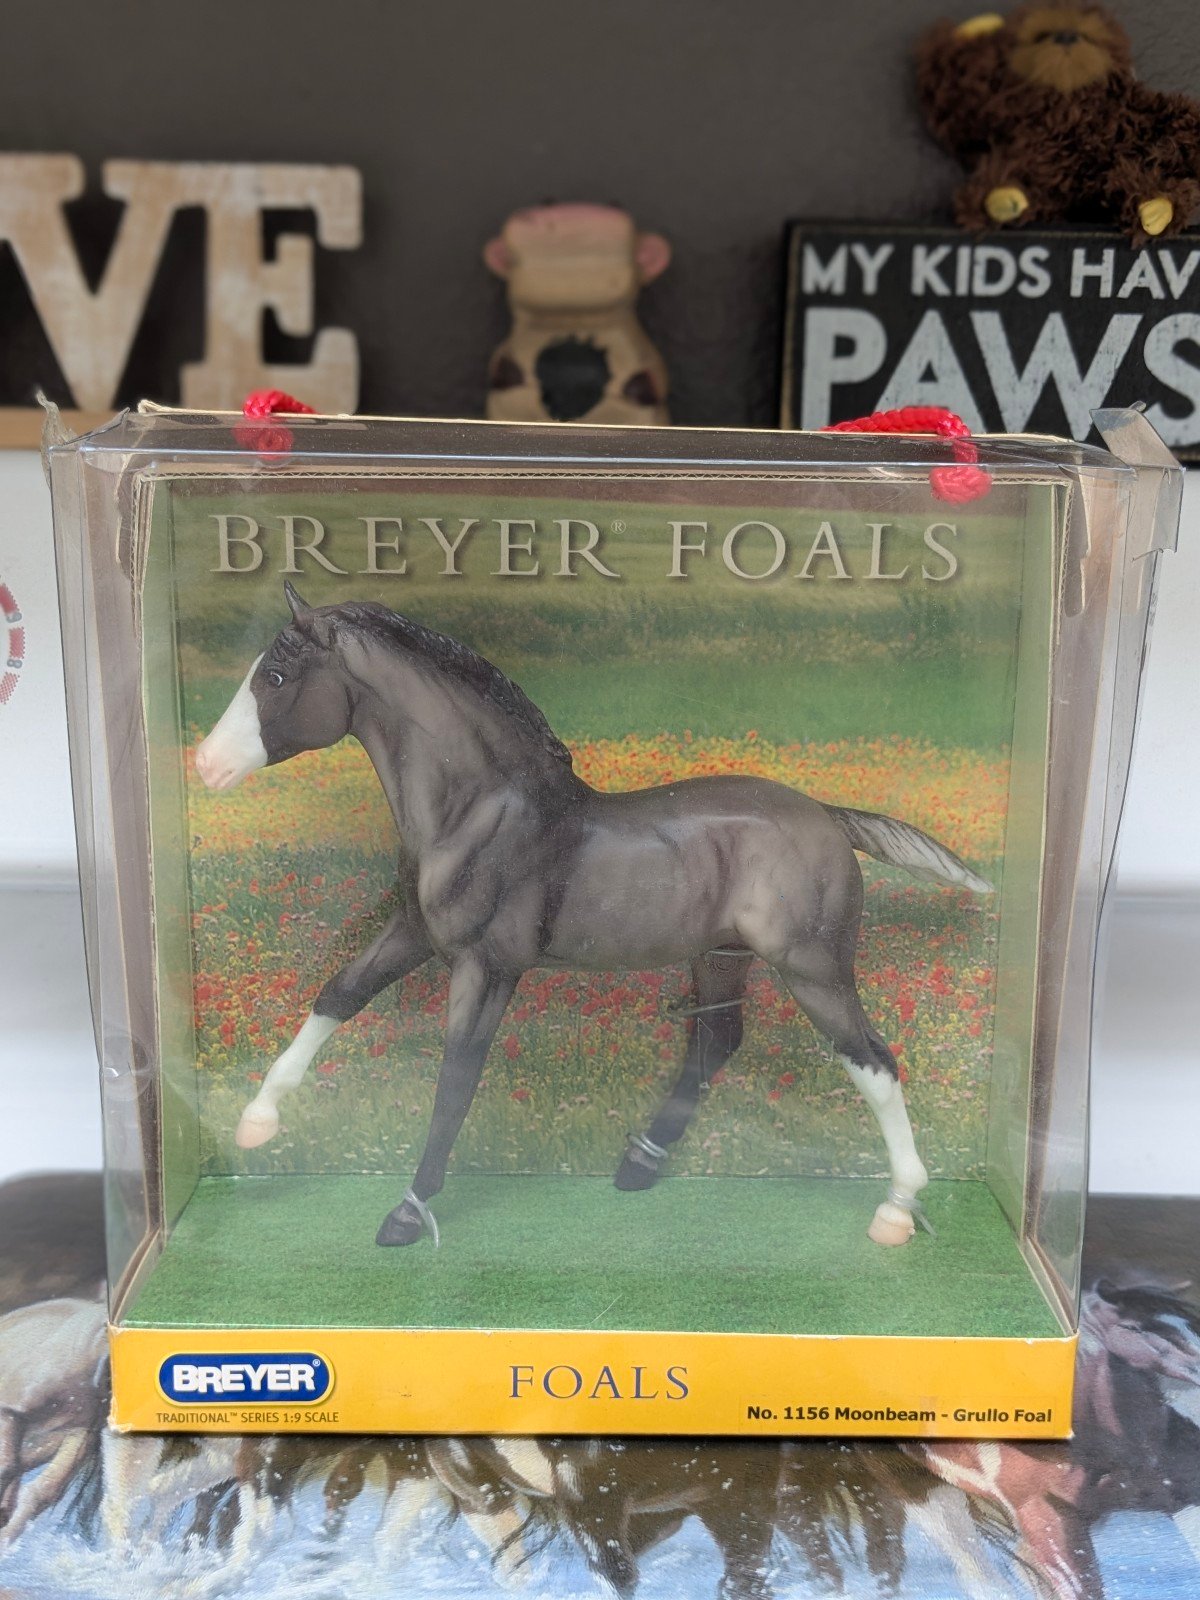 VE
MY KIDS HAV
PAWS
BREYER® FOALS
8
BREYER®
TRADITIONAL™ SERIES 1:9 SCALE
FOALS
No. 1156 Moonbeam - Grullo Foal